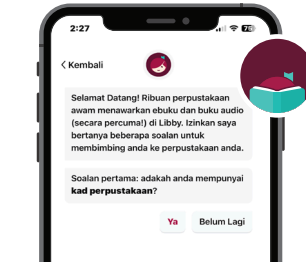 2:27
Kembali
Selamat Datang! Ribuan perpustakaan
awam menawarkan ebuku dan buku audio
(secara percuma!) di Libby. Izinkan saya
bertanya beberapa soalan untuk
membimbing anda ke perpustakaan anda.
Soalan pertama: adakah anda mempunyai
kad perpustakaan?
Ya Belum Lagi